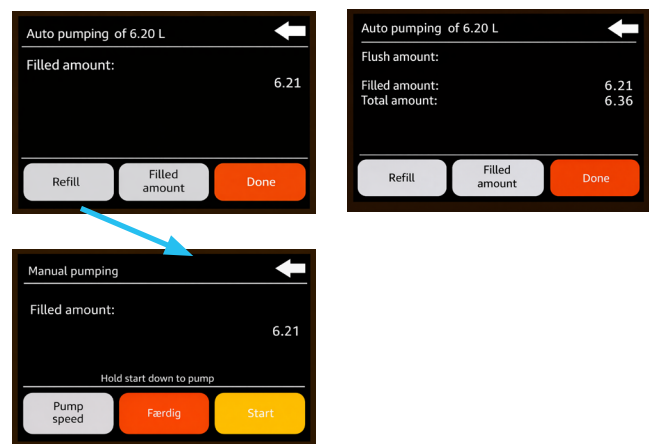 Auto pumping of 6.20 L
Filled amount:
6.21
Refill
Filled
amount
Done
Auto pumping of 6.20 L
Flush amount:
Filled amount: 6.21
Total amount: 6.36
Refill
Filled
amount
Done
Manual pumping
Filled amount:
6.21
Hold start down to pump
Pump
speed
Færdig
Start